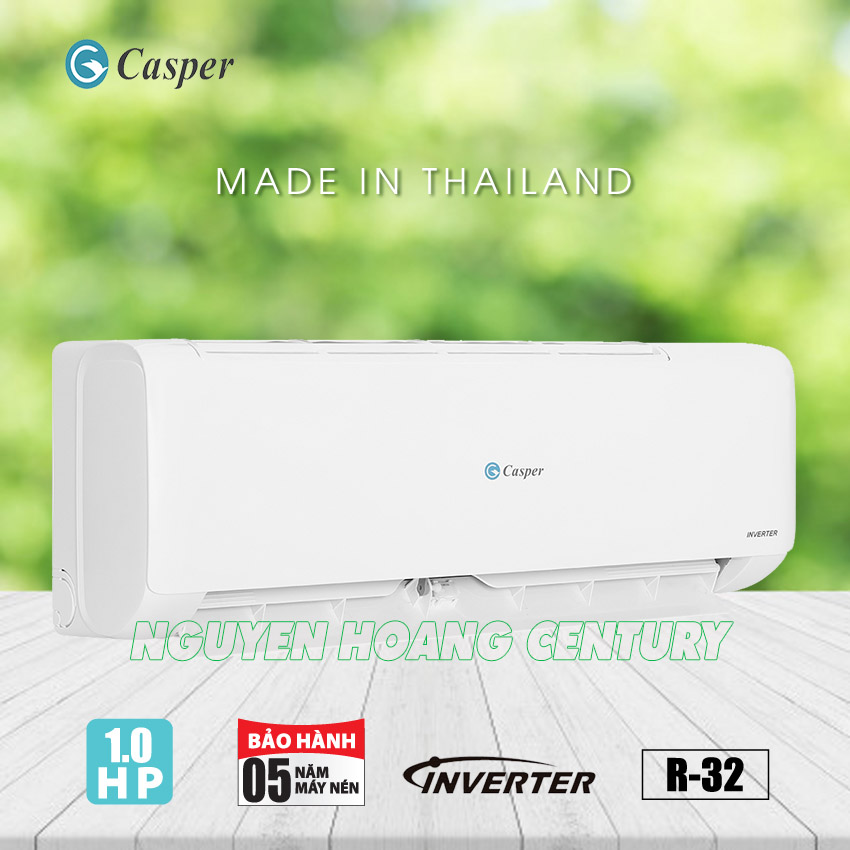 Casper
MADE IN THAILAND
Casper
INVERTER
NGUYEN HOANG CENTURY
1.0
HP
BẢO HÀNH
05 NĂM
MÁY NÉN
INVERTER
R-32